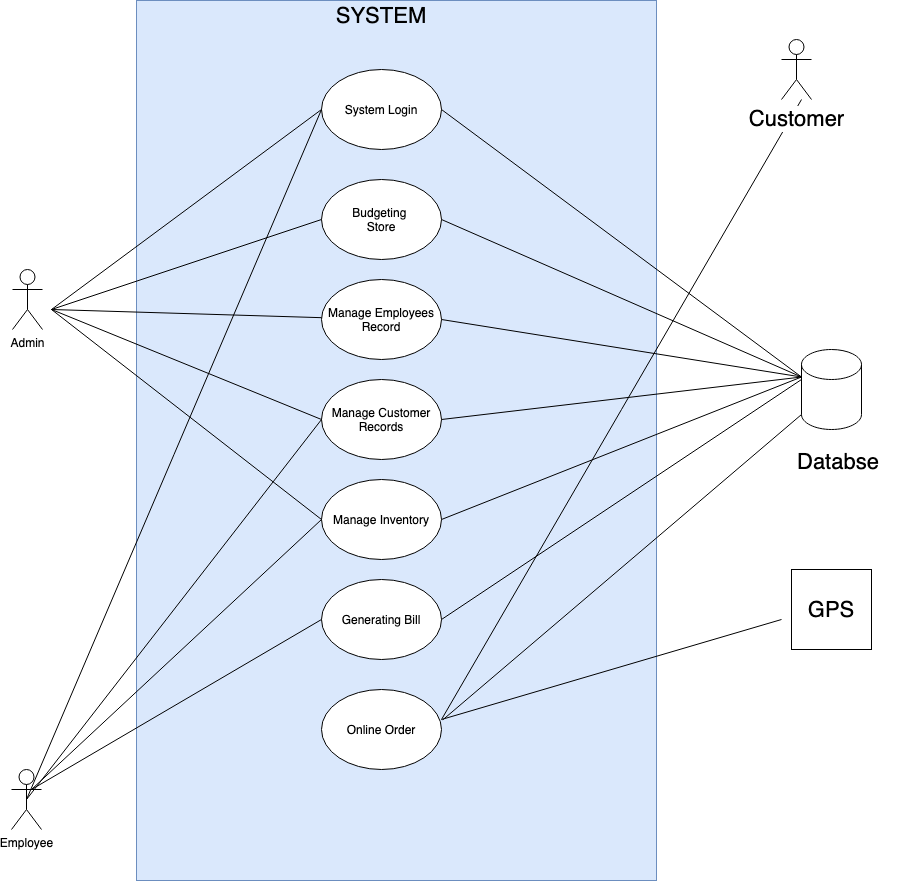 SYSTEM
Customer
System Login
Budgeting
Store
Manage Employees
Record
Admin
Manage Customer
Records
Databse
Manage Inventory
Generating Bill
GPS
Online Order
Employee